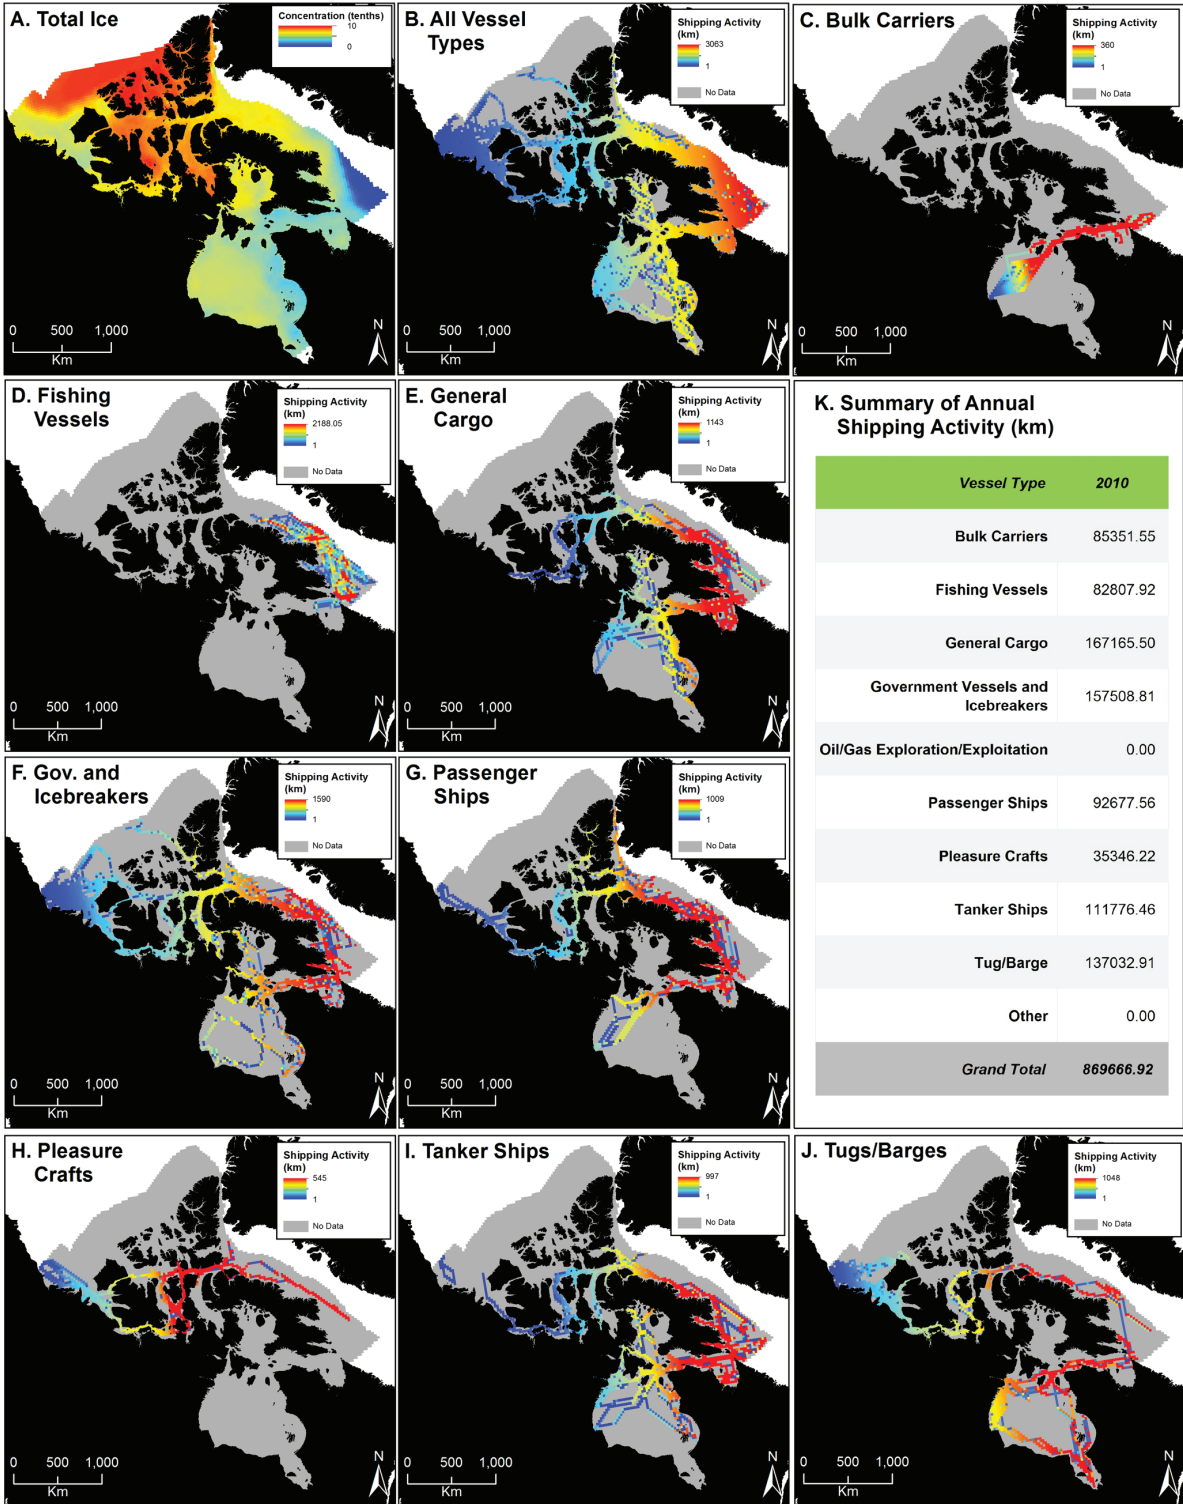 A. Total Ice
Concentration (tenths)
10
0
0 500 1,000
Km
N
B. All Vessel
Types
Shipping Activity
(km)
3063
1
No Data
0 500 1,000
Km
N
C. Bulk Carriers
Shipping Activity
(km)
360
1
No Data
0 500 1,000
Km
N
D. Fishing
Vessels
Shipping Activity
(km)
2188.05
1
No Data
0 500 1,000
Km
N
E. General
Cargo
Shipping Activity
(km)
1143
1
No Data
0 500 1,000
Km
N
K. Summary of Annual
Shipping Activity (km)
Vessel Type 2010
Bulk Carriers 85351.55
Fishing Vessels 82807.92
General Cargo 167165.50
Government Vessels and
Icebreakers 157508.81
Oil/Gas Exploration/Exploitation 0.00
Passenger Ships 92677.56
Pleasure Crafts 35346.22
Tanker Ships 111776.46
Tug/Barge 137032.91
Other 0.00
Grand Total 869666.92
F. Gov. and
Icebreakers
Shipping Activity
(km)
1590
1
No Data
0 500 1,000
Km
N
G. Passenger
Ships
Shipping Activity
(km)
1009
1
No Data
0 500 1,000
Km
N
H. Pleasure
Crafts
Shipping Activity
(km)
545
1
No Data
0 500 1,000
Km
N
I. Tanker Ships
Shipping Activity
(km)
997
1
No Data
0 500 1,000
Km
N
J. Tugs/Barges
Shipping Activity
(km)
1048
1
No Data
0 500 1,000
Km
N